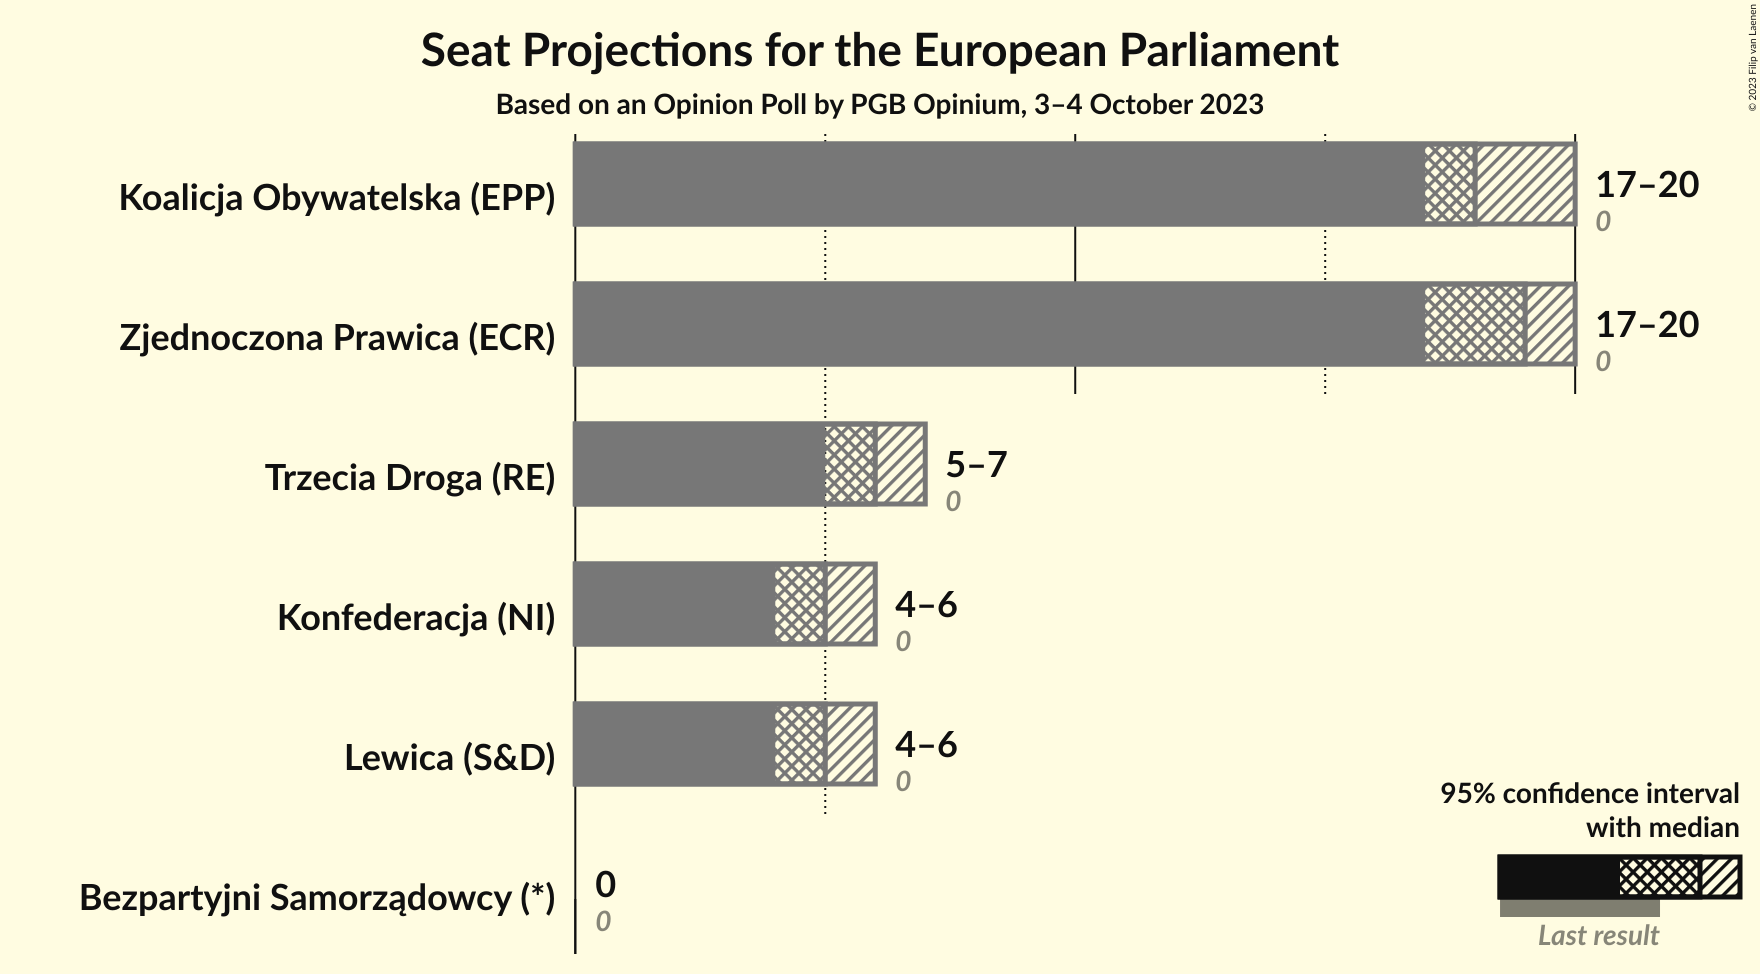 Seat Projections for the European Parliament
Based on an Opinion Poll by PGB Opinium, 3–4 October 2023
© 2023 Filip van Laenen
Koalicja Obywatelska (EPP)
17–20
0
Zjednoczona Prawica (ECR)
17–20
0
Trzecia Droga (RE)
5–7
0
Konfederacja (NI)
4–6
0
Lewica (S&D)
4–6
0
Bezpartyjni Samorządowcy (*)
0
0
95% confidence interval
with median
Last result